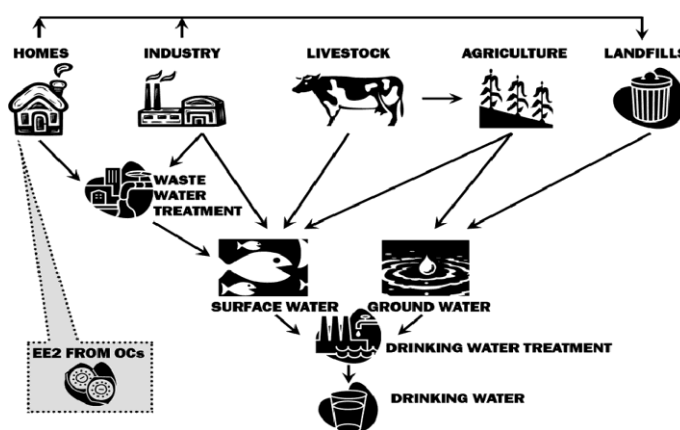 HOMES
INDUSTRY
LIVESTOCK
AGRICULTURE
LANDFILLS
WASTE
WATER
TREATMENT
SURFACE WATER
GROUND WATER
EE2 FROM OCs
DRINKING WATER TREATMENT
DRINKING WATER